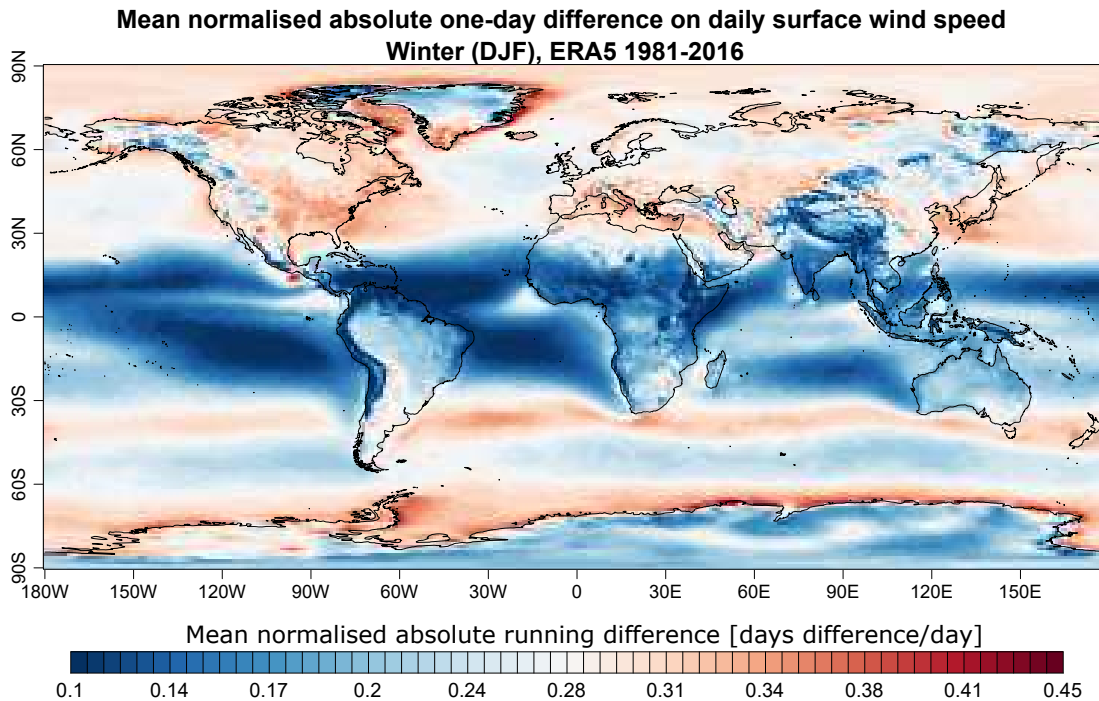 Mean normalised absolute one-day difference on daily surface wind speed
Winter (DJF), ERA5 1981-2016
90N
60N
30N
0
30S
60S
90S
180W 150W 120W 90W 60W 30W 0 30E 60E 90E 120E 150E
Mean normalised absolute running difference [days difference/day]
0.1 0.14 0.17 0.2 0.24 0.28 0.31 0.34 0.38 0.41 0.45